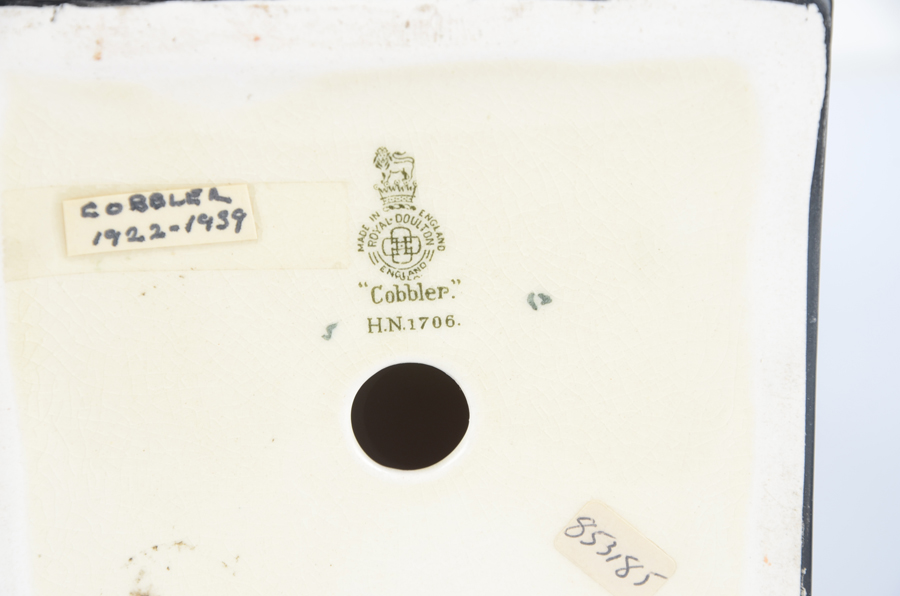 COBBLER
1922-1939
MADE IN ENGLAND
ROYAL·DOULTON
ENGLAND
"Cobbler."
H.N.1706.
853185